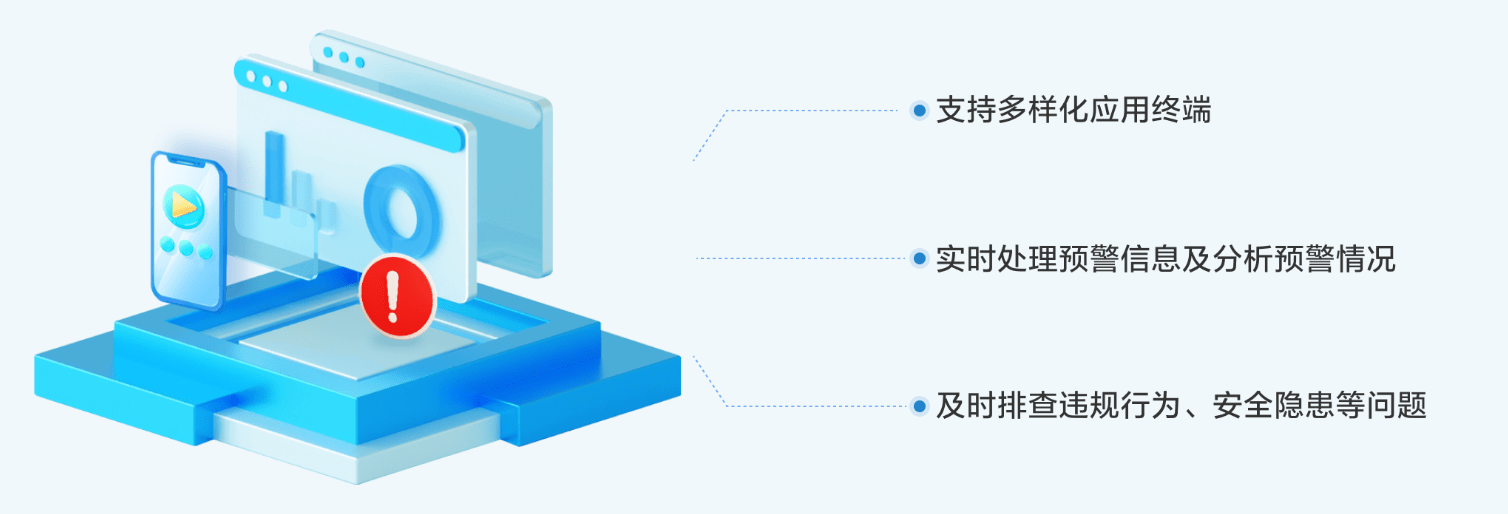 支持多样化应用终端
实时处理预警信息及分析预警情况
及时排查违规行为、安全隐患等问题